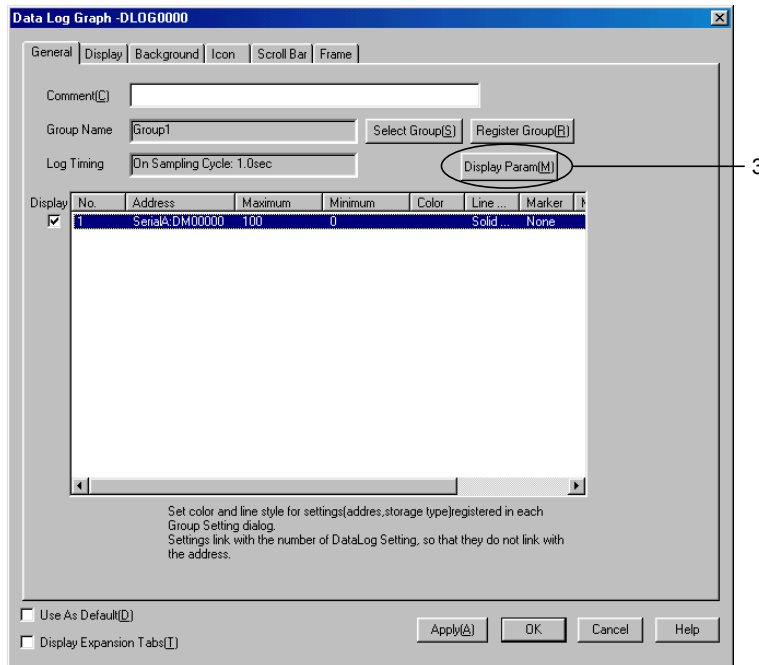 Data Log Graph -DLOG0000
General Display Background Icon Scroll Bar Frame
Comment(C)
Group Name Group1 Select Group(S) Register Group(R)
Log Timing On Sampling Cycle: 1.0sec Display Param(M) 3
Display No. Address Maximum Minimum Color Line ... Marker
1 SerialA:DM00000 100 0 Solid ... None
Set color and line style for settings(addres,storage type)registered in each
Group Setting dialog.
Settings link with the number of DataLog Setting, so that they do not link with
the address.
Use As Default(D)
Display Expansion Tabs(T)
Apply(A) OK Cancel Help